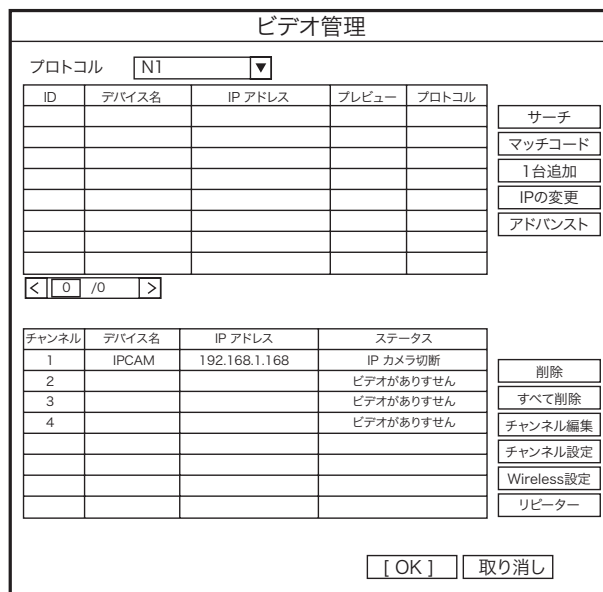 ビデオ管理
プロトコル N1 ▼
ID デバイス名 IP アドレス プレビュー プロトコル
サーチ
マッチコード
1台追加
IPの変更
アドバンスト
< 0 /0 >
チャンネル デバイス名 IP アドレス ステータス
1 IPCAM 192.168.1.168 IP カメラ切断
2 ビデオがありすせん
3 ビデオがありすせん
4 ビデオがありすせん
削除
すべて削除
チャンネル編集
チャンネル設定
Wireless設定
リピーター
[ OK ] 取り消し